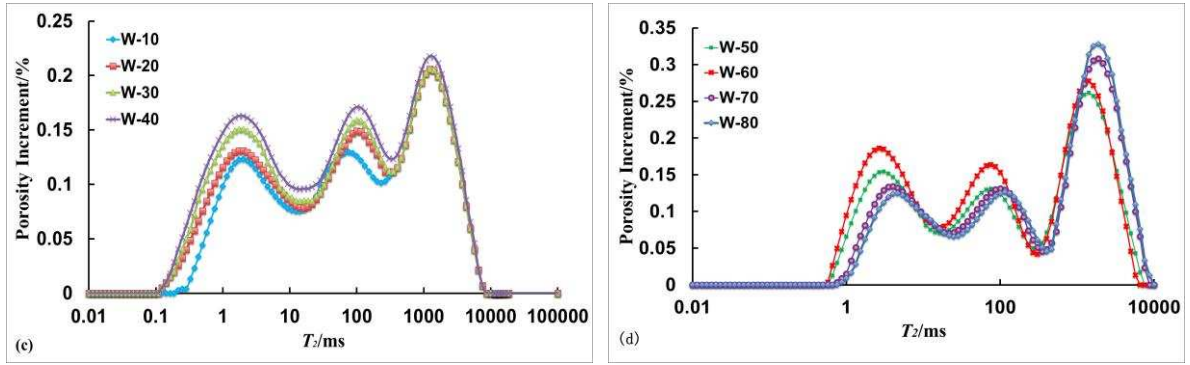 0.25
0.2
0.15
0.1
0.05
0
Porosity Increment/%
W-10
W-20
W-30
W-40
0.01 0.1 1 10 100 1000 10000 100000
T2/ms
(c)
0.35
0.3
0.25
0.2
0.15
0.1
0.05
0
Porosity Increment/%
W-50
W-60
W-70
W-80
0.01 1 100 10000
T2/ms
(d)